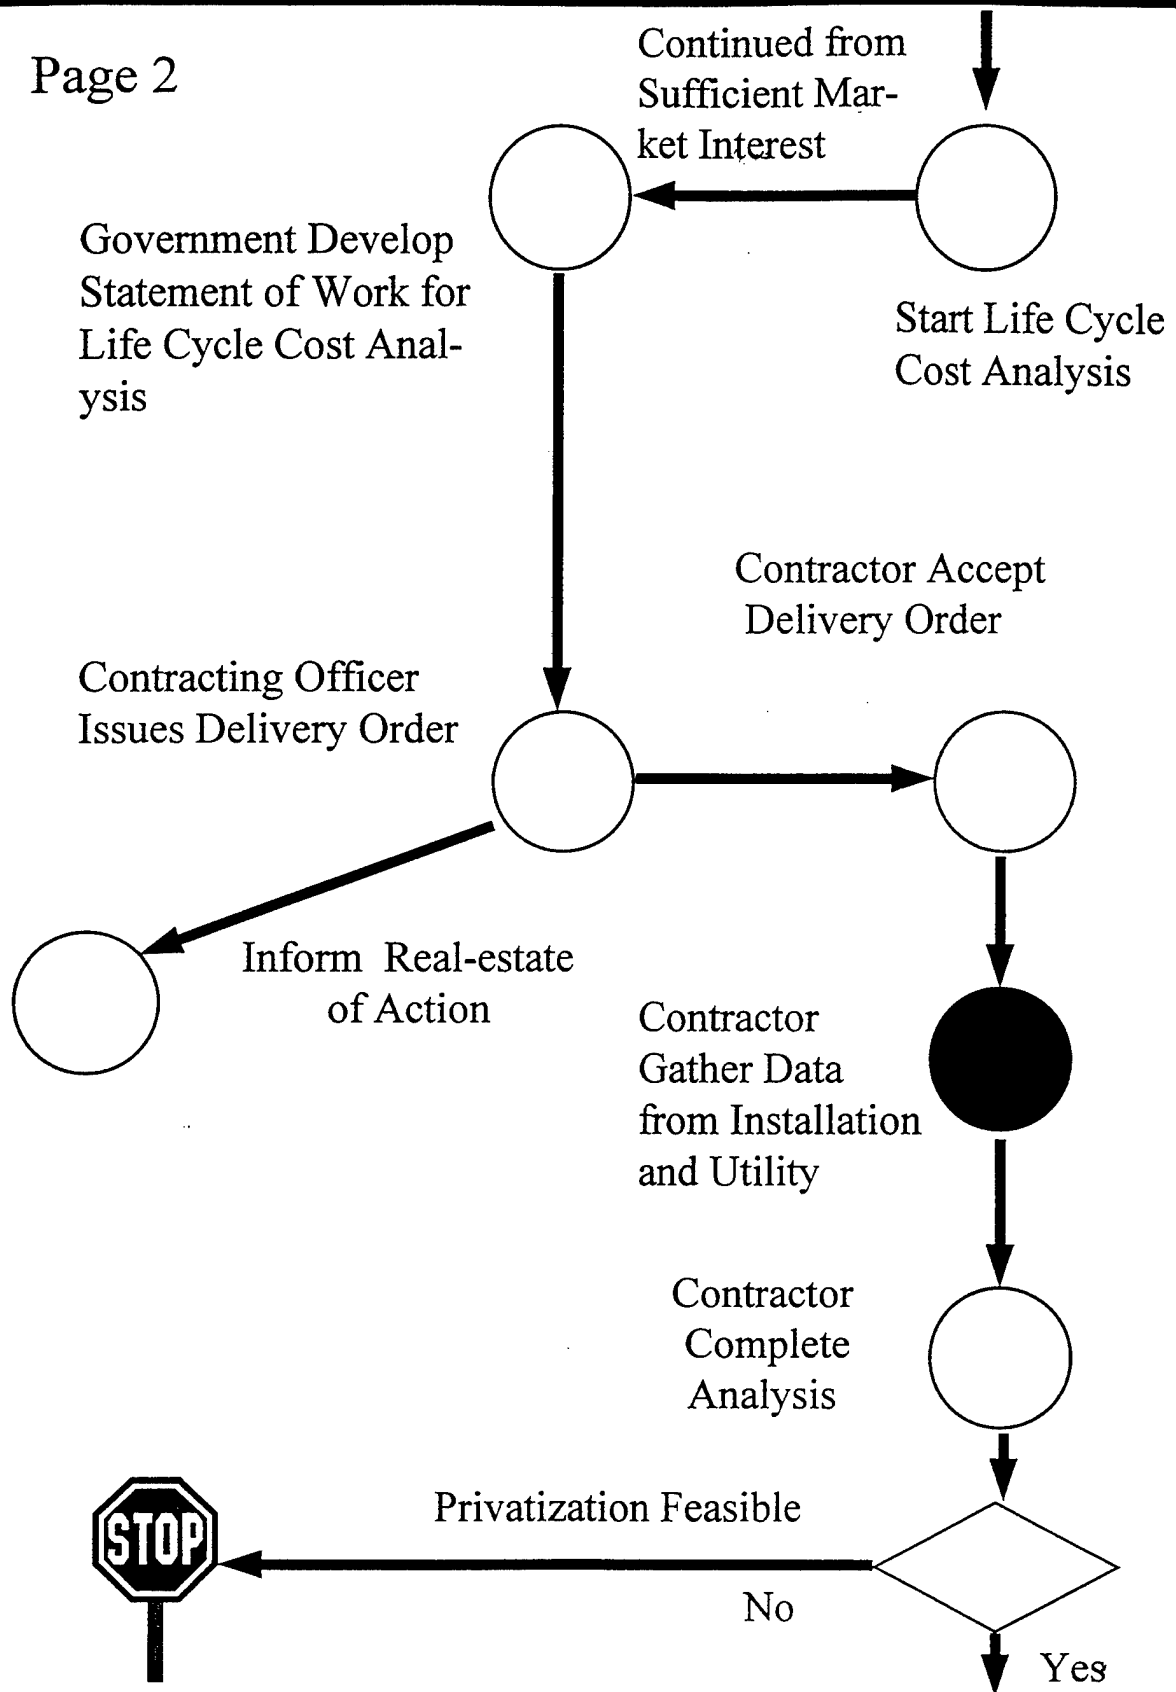 Page 2
Continued from
Sufficient Mar-
ket Interest
Government Develop
Statement of Work for
Life Cycle Cost Anal-
ysis
Start Life Cycle
Cost Analysis
Contractor Accept
Delivery Order
Contracting Officer
Issues Delivery Order
Inform Real-estate
of Action
Contractor
Gather Data
from Installation
and Utility
Contractor
Complete
Analysis
Privatization Feasible
STOP
No
Yes